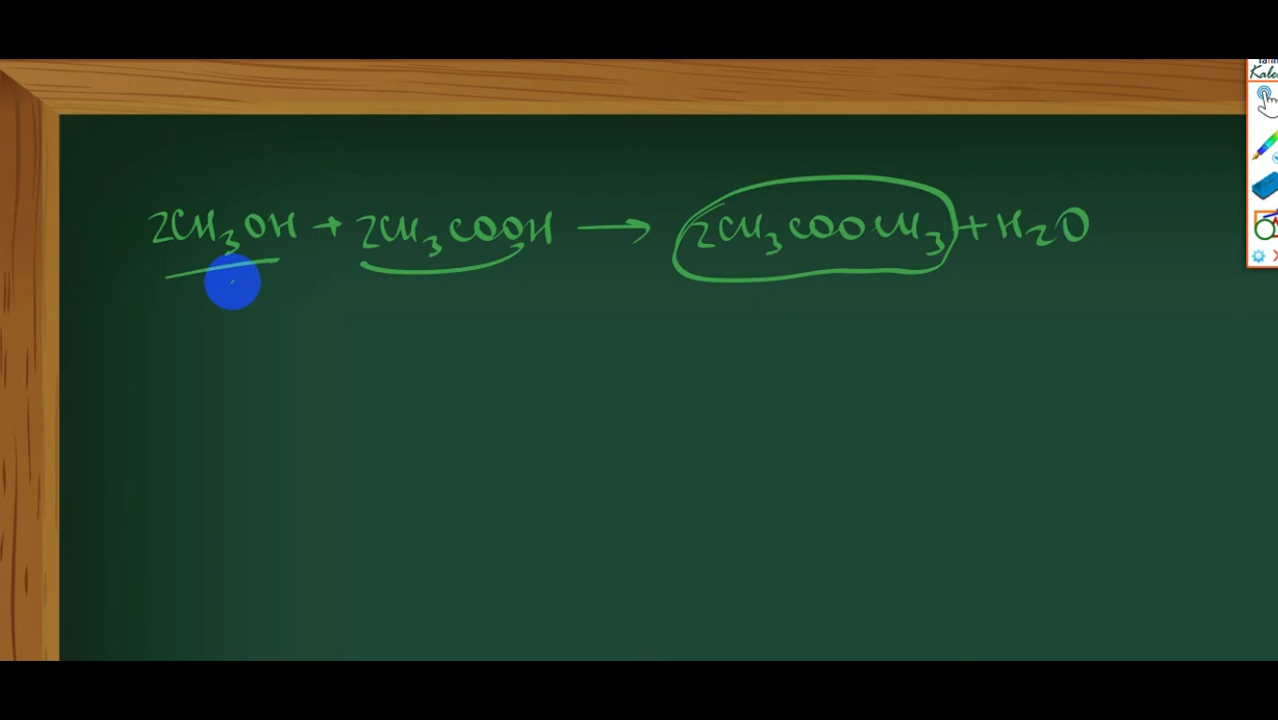 2CH₃OH + 2CH₃COOH ⟶ 2CH₃COOCH₃ + H₂O